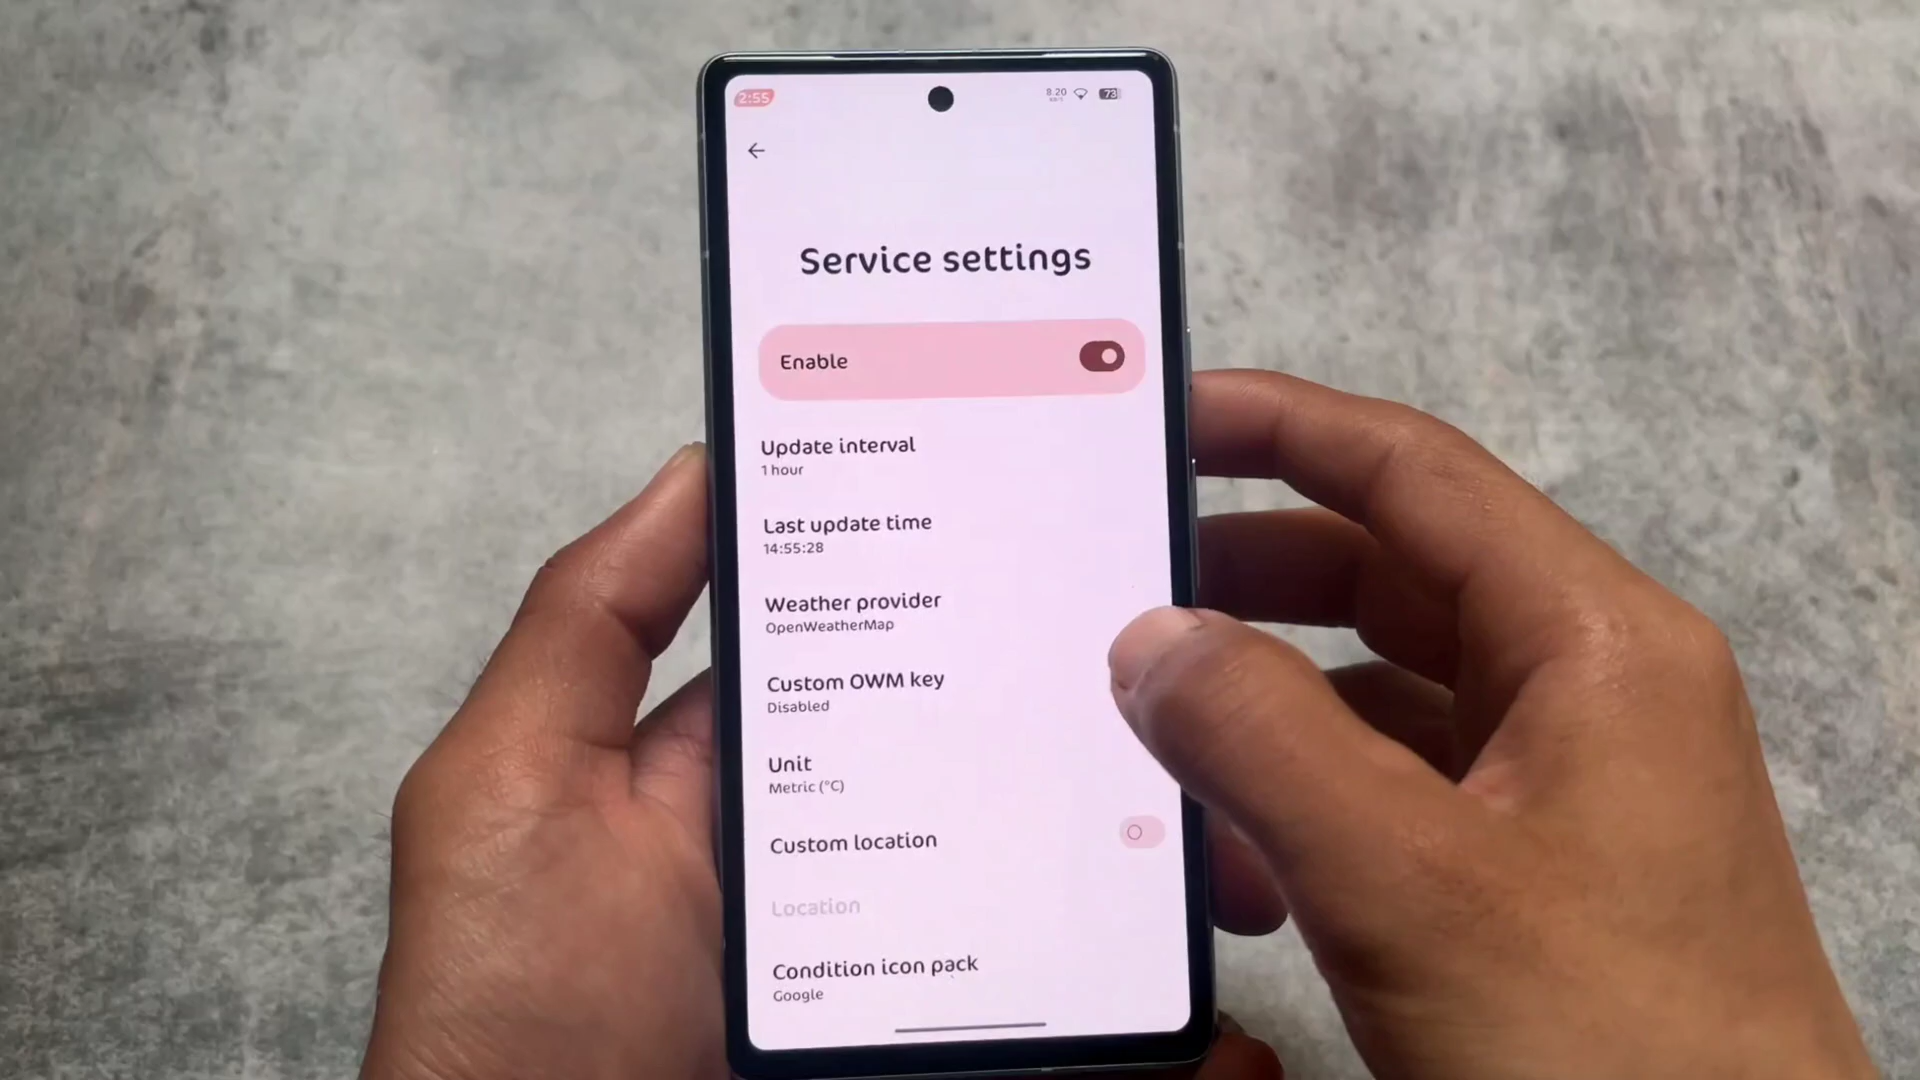 2:55
8.20
73
Service settings
Enable
Update interval
1 hour
Last update time
14:55:28
Weather provider
OpenWeatherMap
Custom OWM key
Disabled
Unit
Metric (°C)
Custom location
Location
Condition icon pack
Google